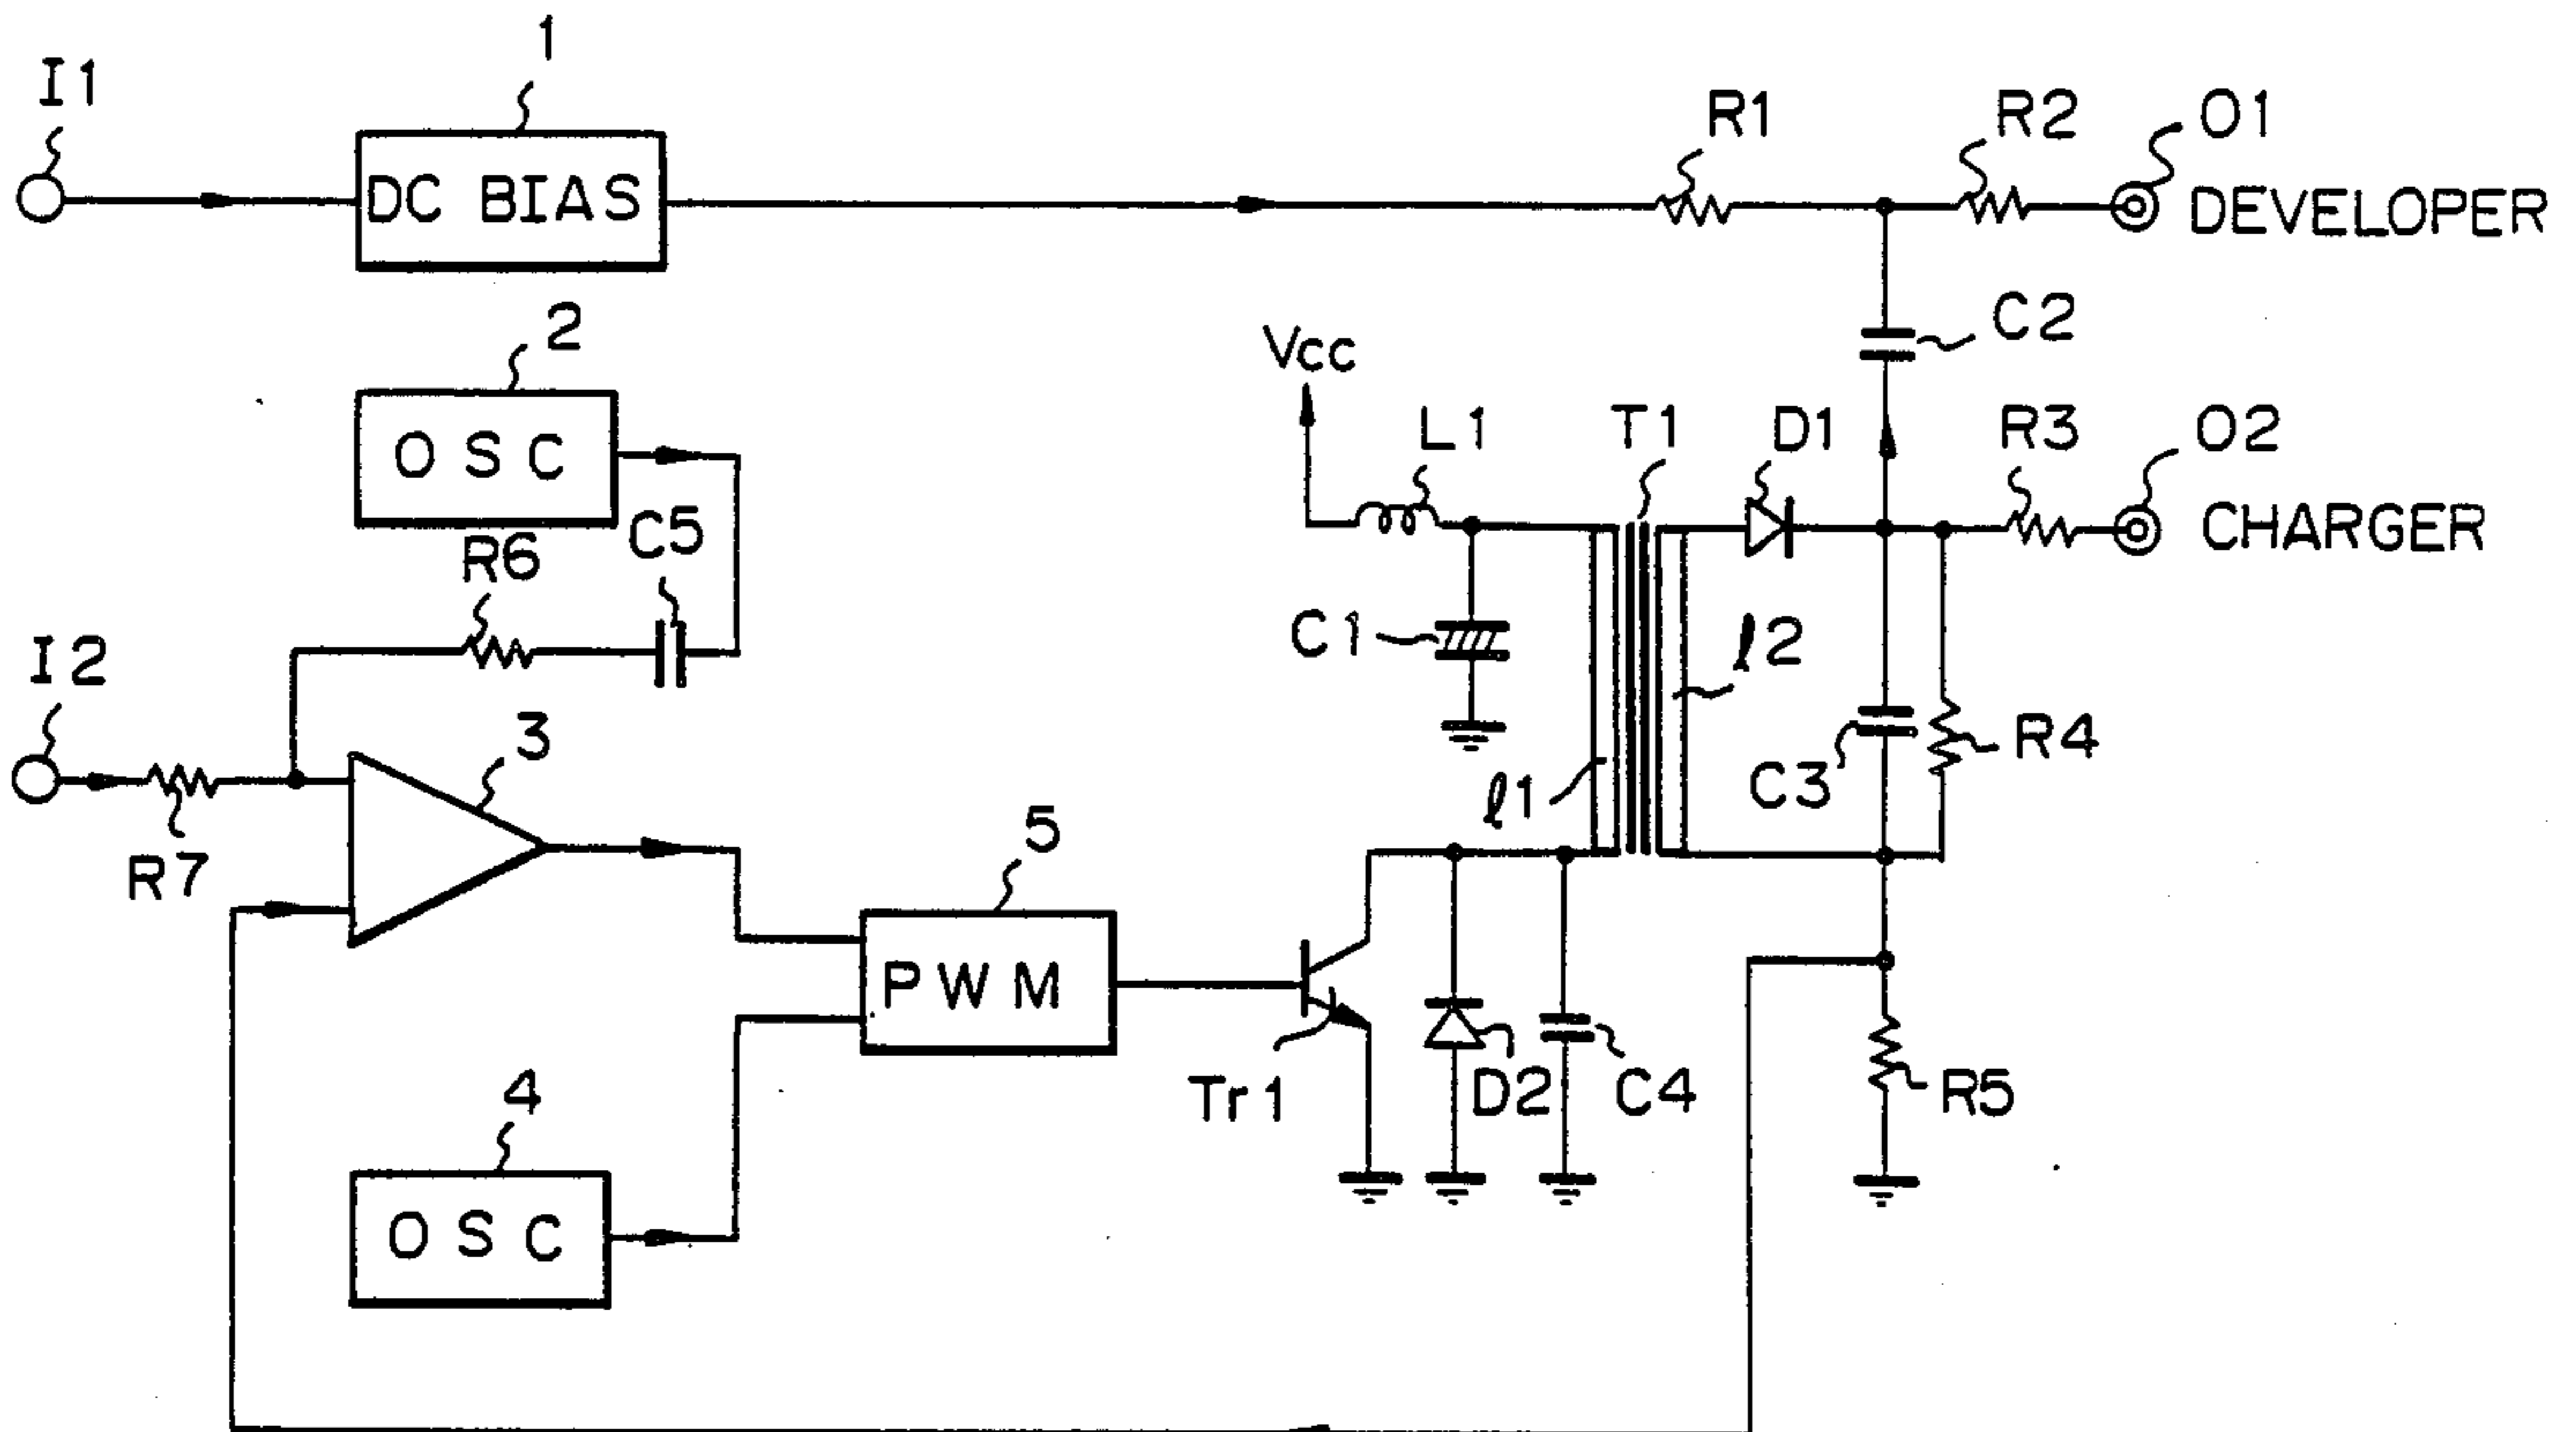 1
I1
DC BIAS
R1
R2
O1
DEVELOPER
2
OSC
C2
Vcc
L1
T1
D1
R3
O2
CHARGER
R6
C5
C1
ℓ2
I2
3
R7
ℓ1
C3
R4
5
PWM
Tr1
D2
C4
R5
4
OSC